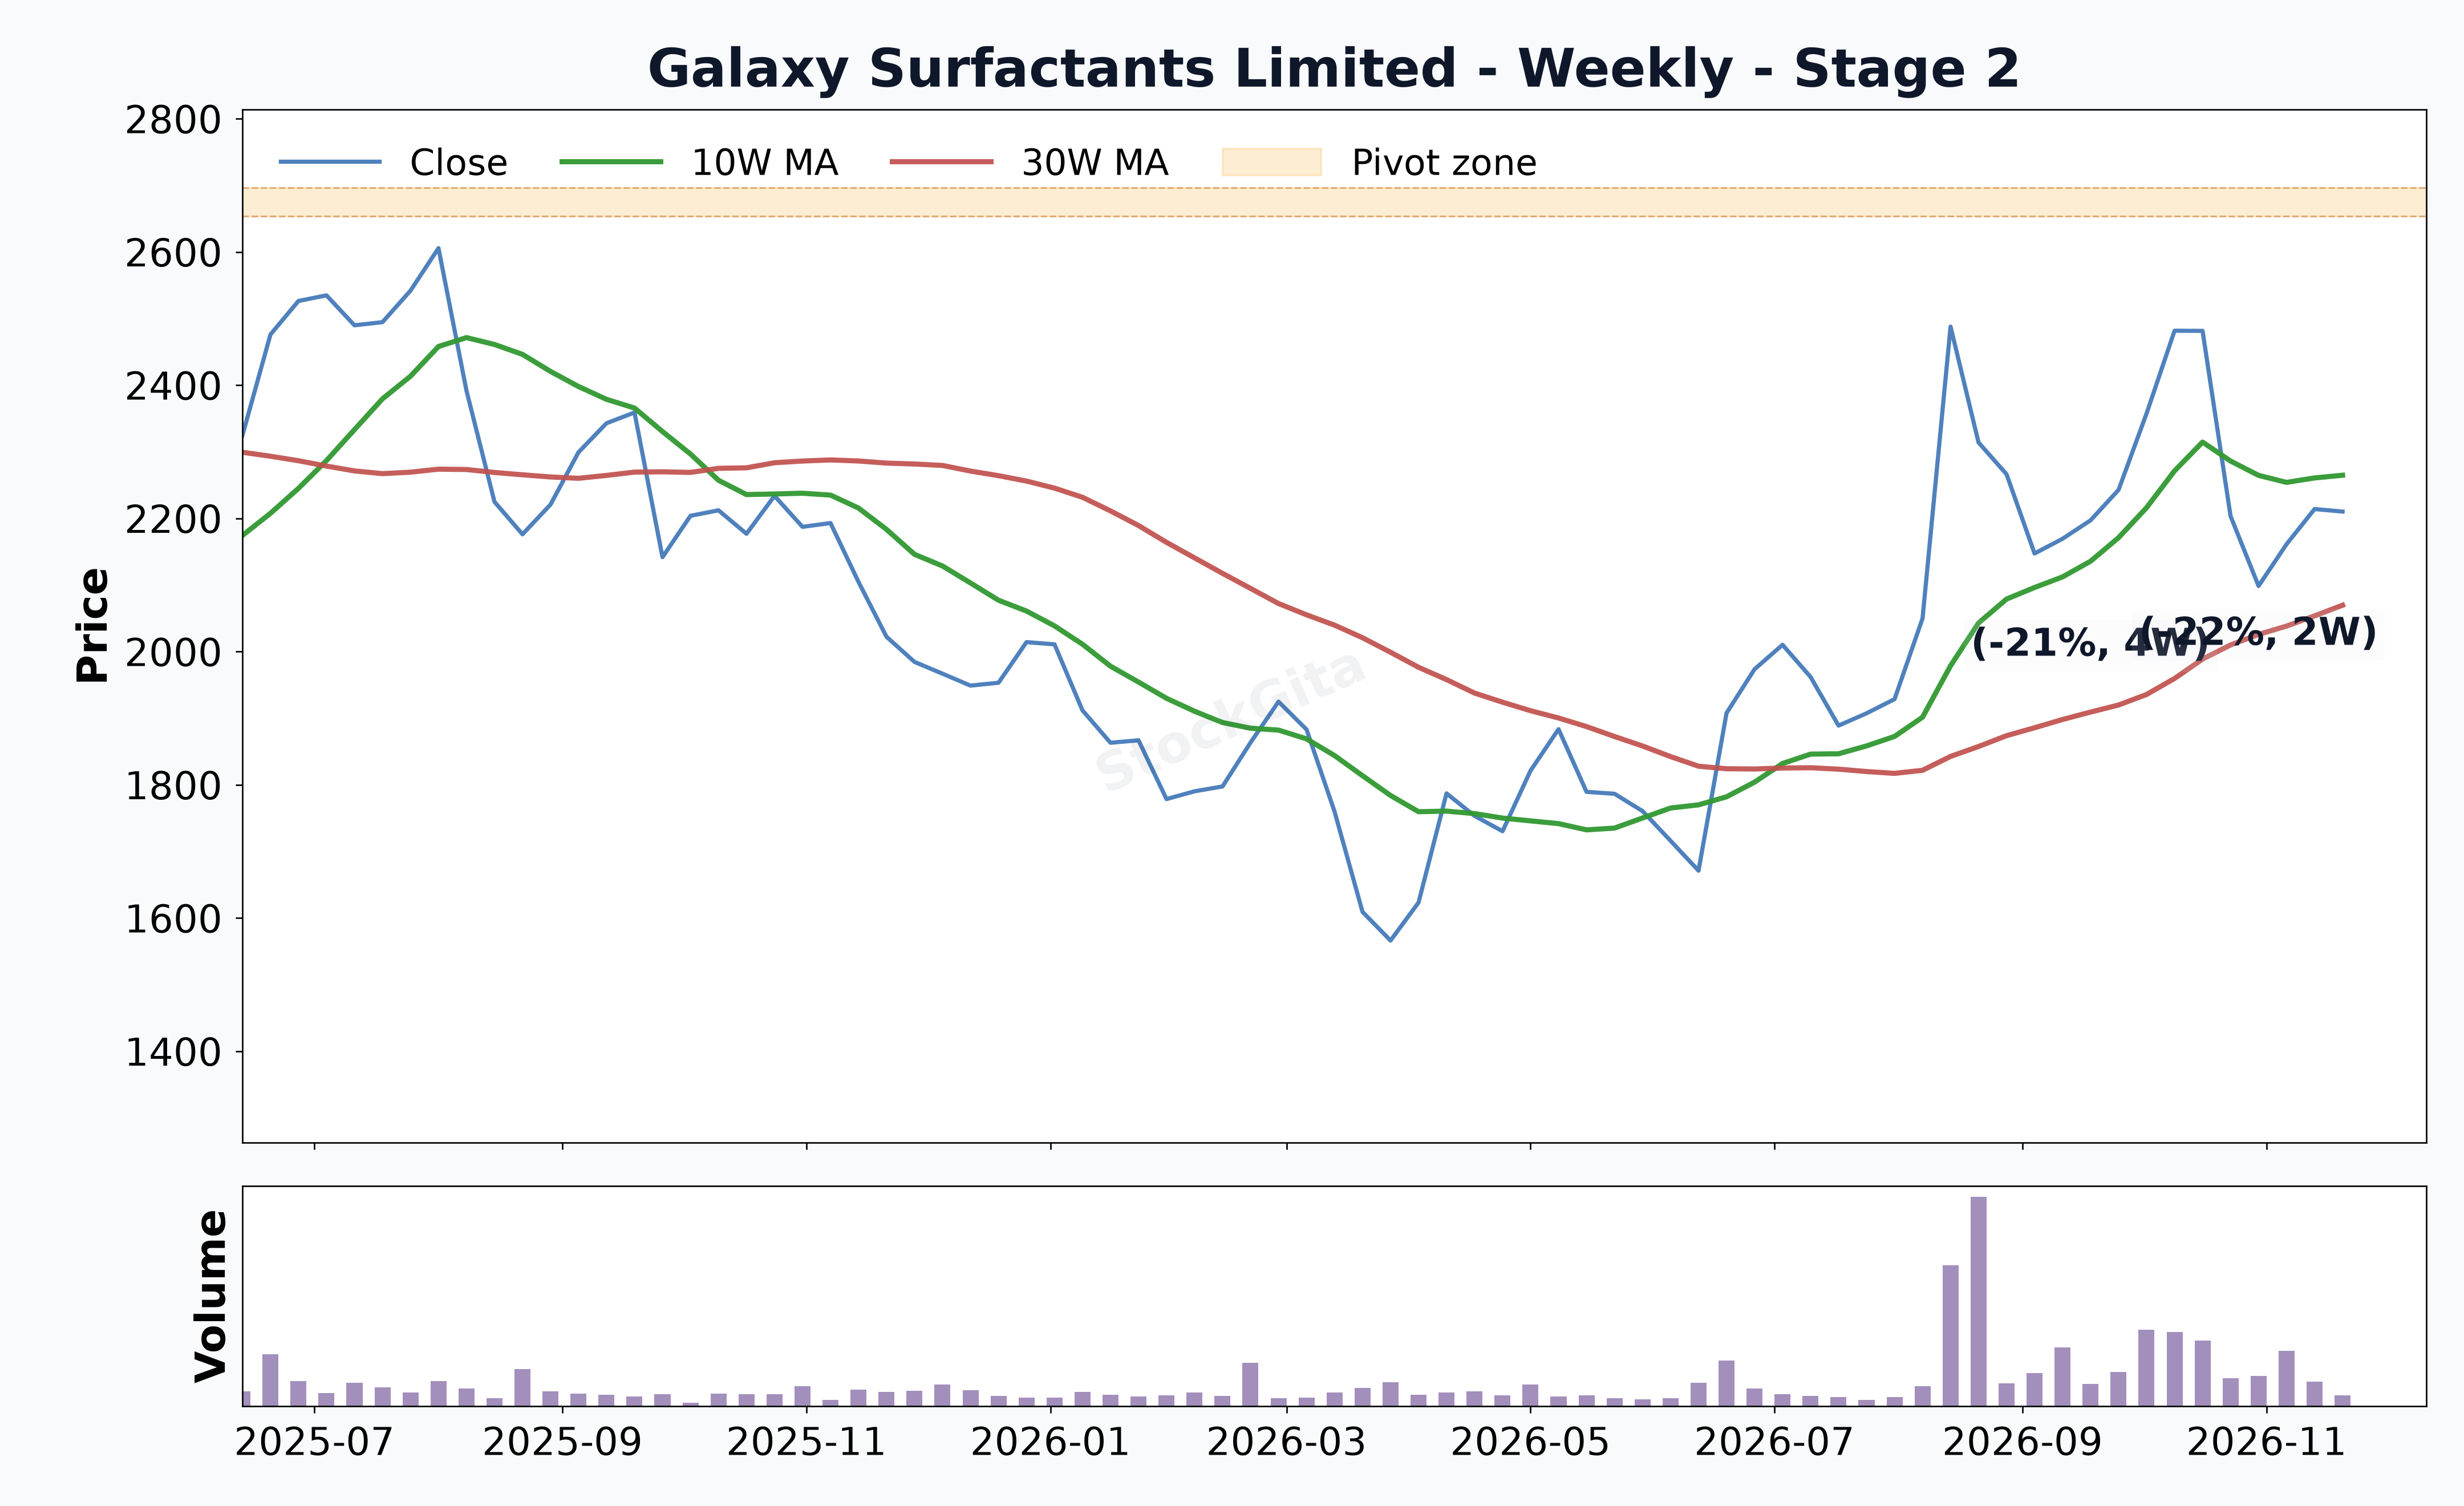 Galaxy Surfactants Limited - Weekly - Stage 2
2800
Close 10W MA 30W MA Pivot zone
2600
2400
2200
2000
1800
1600
1400
Price
(-21%, 4W)
(-22%, 2W)
StockGita
Volume
2025-07 2025-09 2025-11 2026-01 2026-03 2026-05 2026-07 2026-09 2026-11